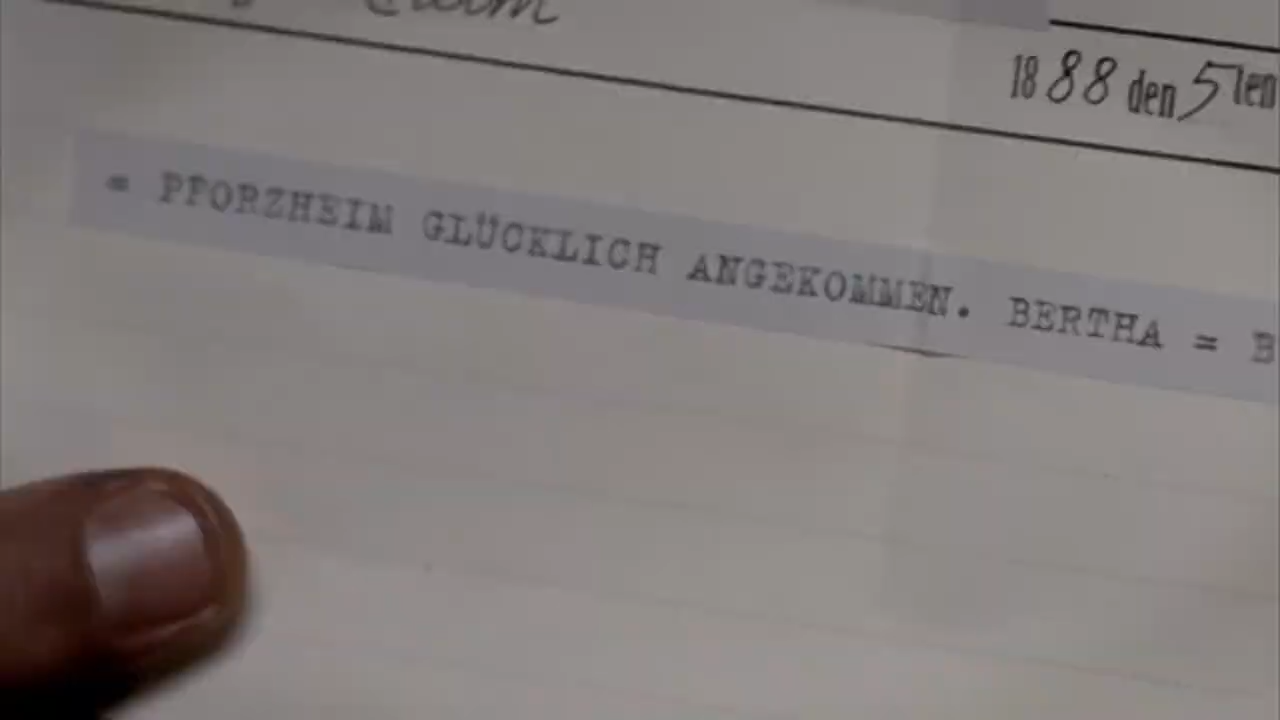 1888 den 5ten
= PFORZHEIM GLÜCKLICH ANGEKOMMEN. BERTHA = B